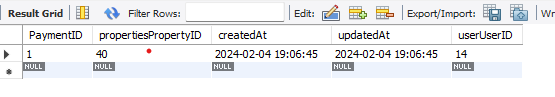 Result Grid Filter Rows: Edit: Export/Import: Wr
PaymentID propertiesPropertyID createdAt updatedAt userUserID
1 40 2024-02-04 19:06:45 2024-02-04 19:06:45 14
NULL NULL NULL NULL NULL